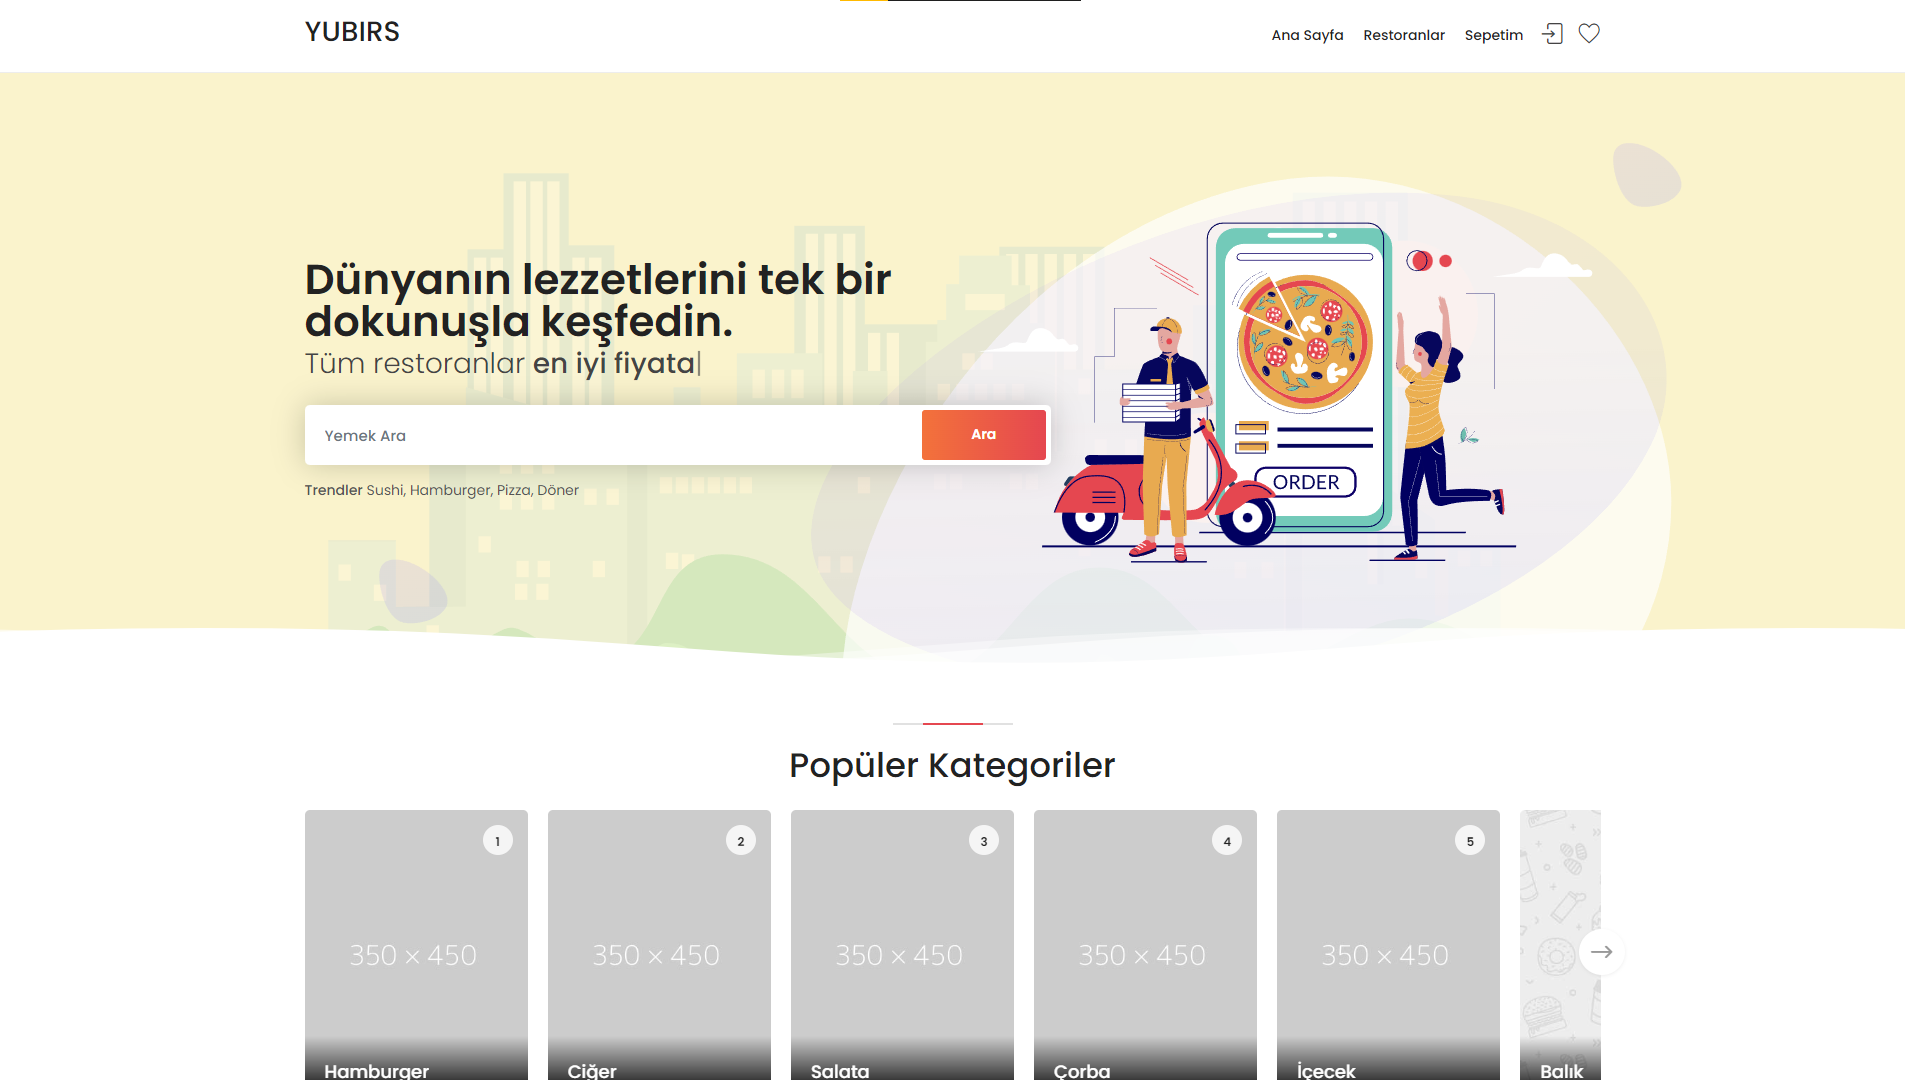 YUBIRS
Ana Sayfa
Restoranlar
Sepetim
Dünyanın lezzetlerini tek bir
dokunuşla keşfedin.
Tüm restoranlar en iyi fiyata
Yemek Ara
Ara
Trendler Sushi, Hamburger, Pizza, Döner
ORDER
Popüler Kategoriler
1
2
3
4
5
350 × 450
350 × 450
350 × 450
350 × 450
350 × 450
Hamburger
Ciğer
Salata
Çorba
İçecek
Balık